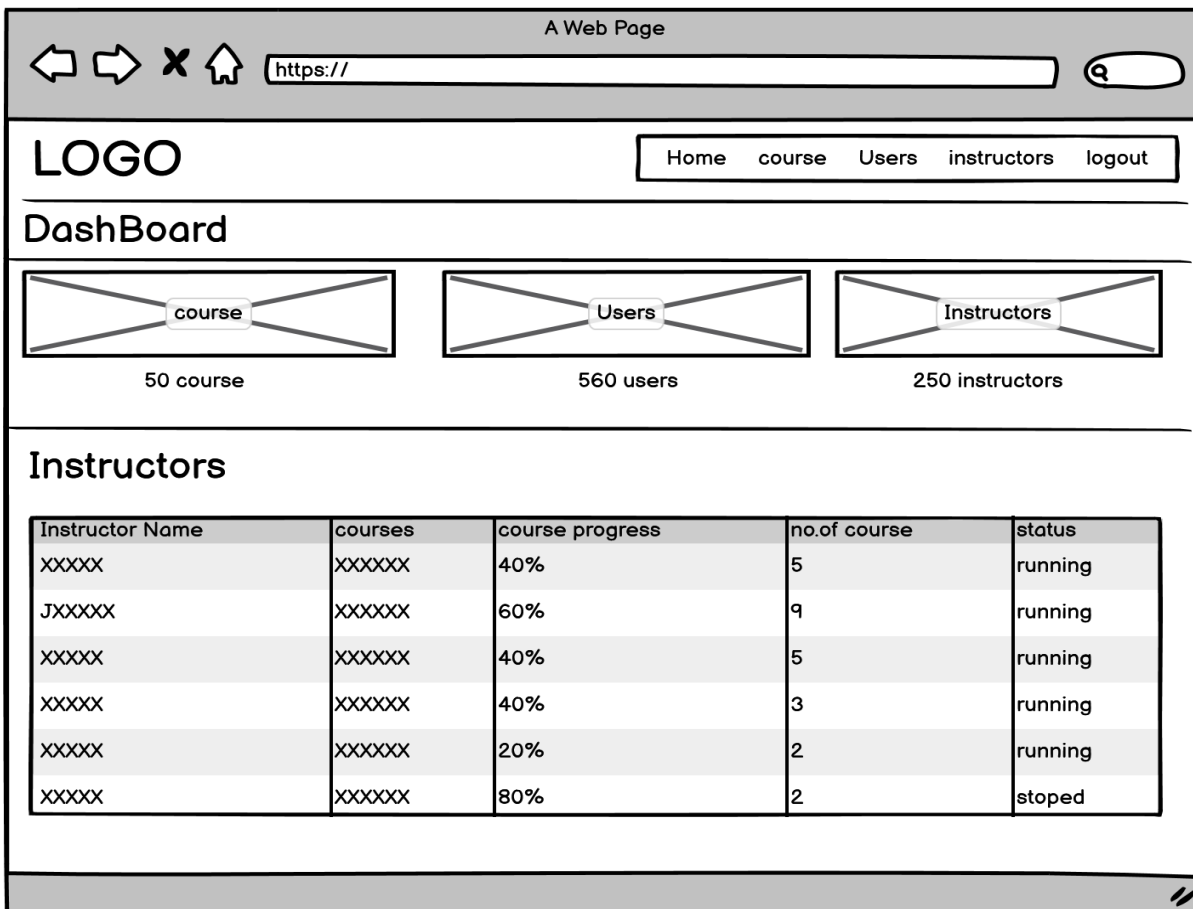 A Web Page
https://
LOGO
Home course Users instructors logout
DashBoard
course Users Instructors
50 course 560 users 250 instructors
Instructors
Instructor Name courses course progress no.of course status
XXXXX XXXXXX 40% 5 running
JXXXXX XXXXXX 60% 9 running
XXXXX XXXXXX 40% 5 running
XXXXX XXXXXX 40% 3 running
XXXXX XXXXXX 20% 2 running
XXXXX XXXXXX 80% 2 stoped